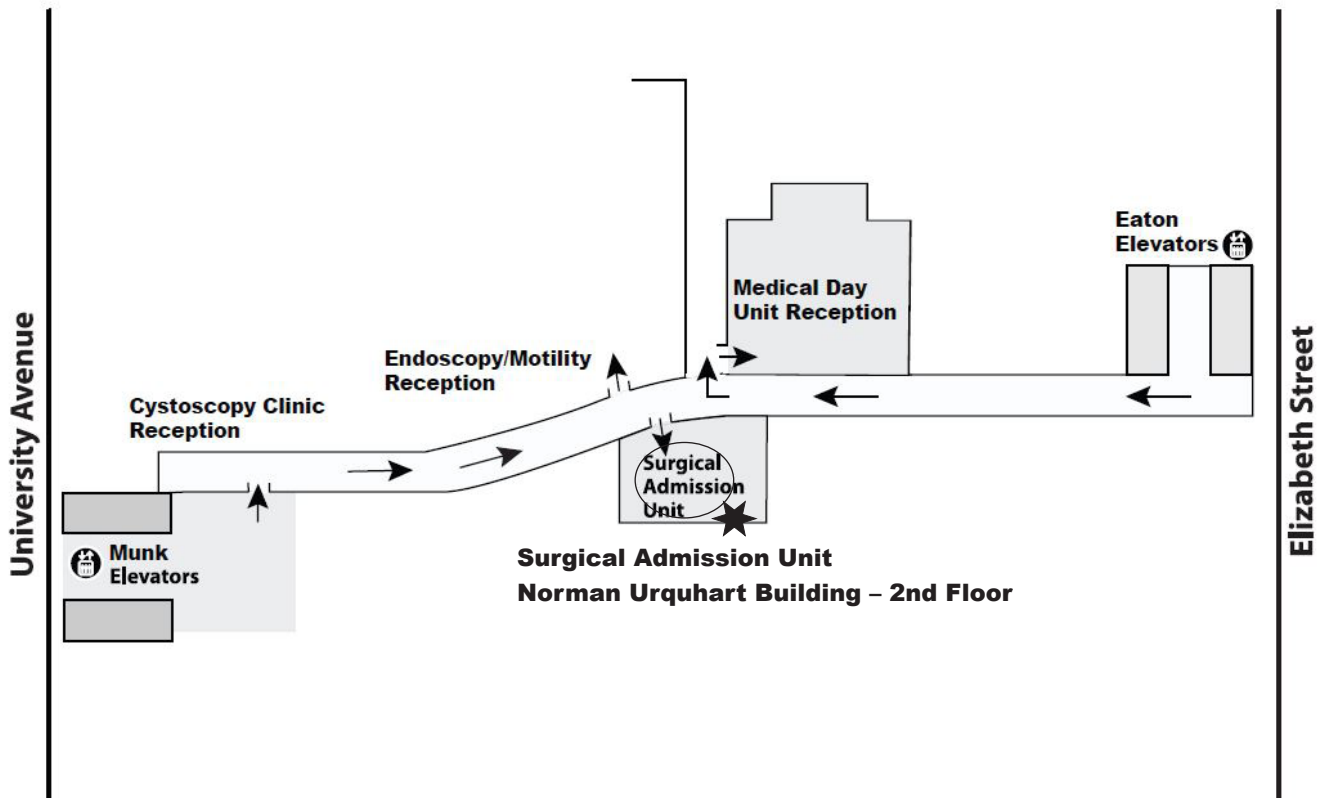 University Avenue
Eaton
Elevators
Medical Day
Unit Reception
Endoscopy/Motility
Reception
Cystoscopy Clinic
Reception
Surgical
Admission
Unit
Munk
Elevators
Surgical Admission Unit
Norman Urquhart Building – 2nd Floor
Elizabeth Street